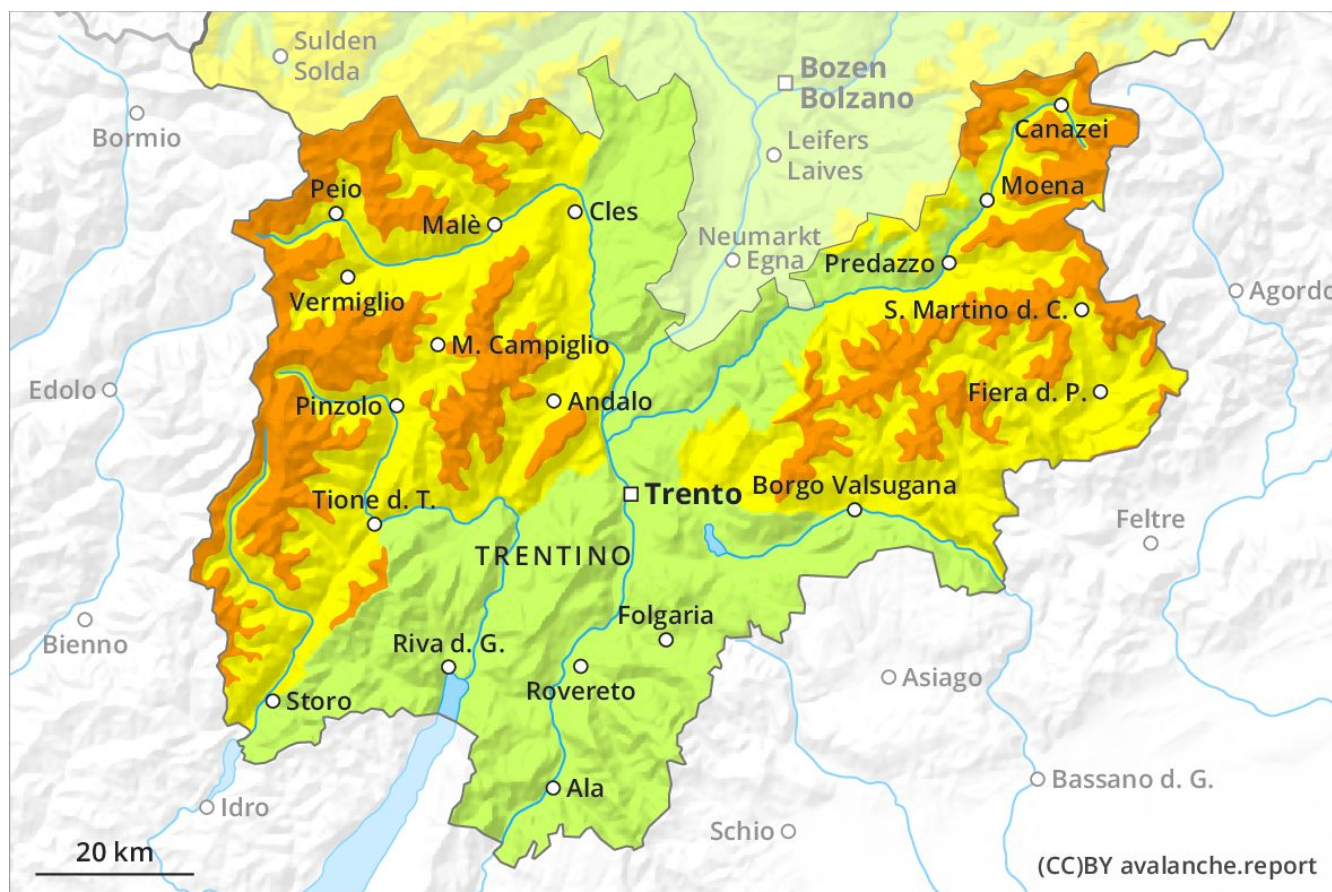 Sulden
Solda
Bozen
Bolzano
Bormio
Canazei
Leifers
Laives
Peio
Moena
Malè
Cles
Neumarkt
Egna
Predazzo
Vermiglio
Agordo
S. Martino d. C.
M. Campiglio
Edolo
Pinzolo
Andalo
Fiera d. P.
Trento
Borgo Valsugana
Tione d. T.
Feltre
TRENTINO
Bienno
Folgaria
Riva d. G.
Rovereto
Asiago
Storo
Bassano d. G.
Ala
Idro
Schio
20 km
(CC)BY avalanche.report